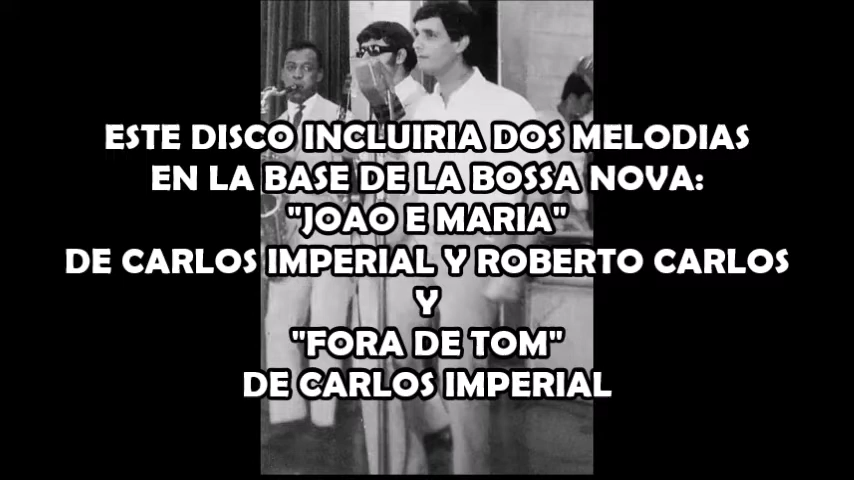 ESTE DISCO INCLUIRIA DOS MELODIAS
EN LA BASE DE LA BOSSA NOVA:
"JOAO E MARIA"
DE CARLOS IMPERIAL Y ROBERTO CARLOS
Y
"FORA DE TOM"
DE CARLOS IMPERIAL